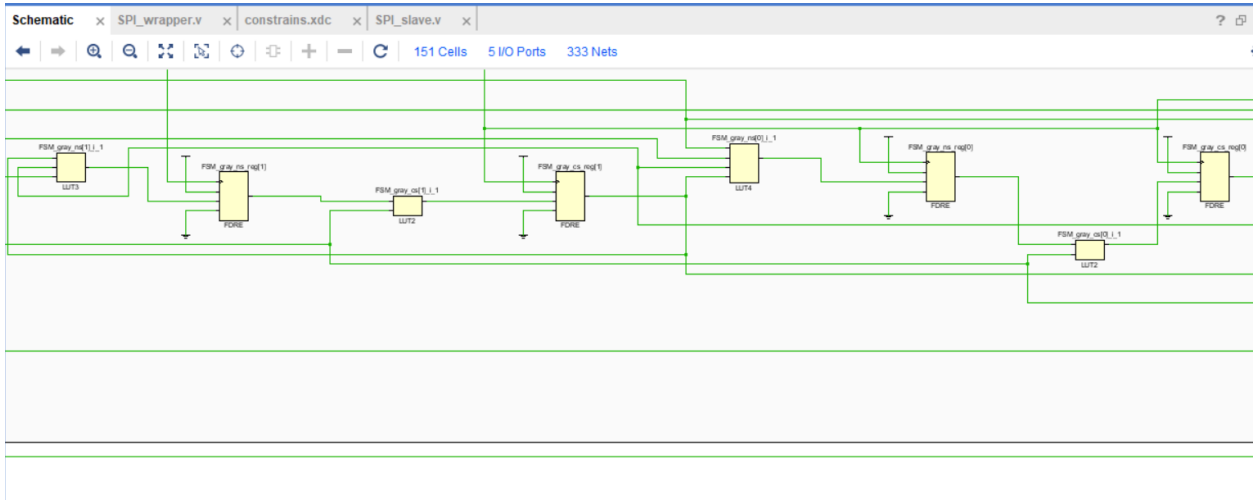 Schematic × SPI_wrapper.v × constrains.xdc × SPI_slave.v ×
151 Cells 5 I/O Ports 333 Nets
FSM_gray_ns[1]_i_1
LUT3
FSM_gray_ns_reg[1]
FDRE
FSM_gray_cs[1]_i_1
LUT2
FSM_gray_cs_reg[1]
FDRE
FSM_gray_ns[0]_i_1
LUT4
FSM_gray_ns_reg[0]
FDRE
FSM_gray_cs[0]_i_1
LUT2
FSM_gray_cs_reg[0]
FDRE